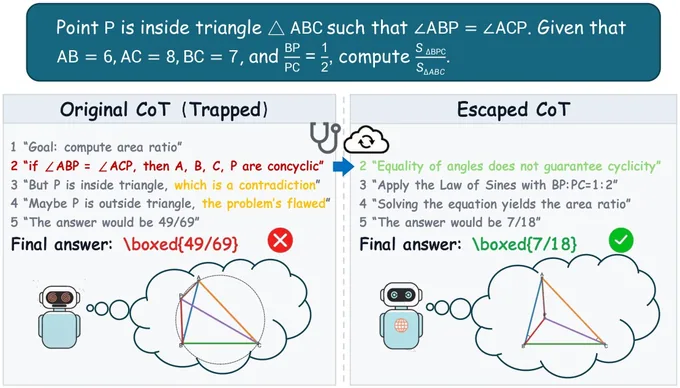 Point P is inside triangle △ ABC such that ∠ABP = ∠ACP. Given that
AB = 6, AC = 8, BC = 7, and BP/PC = 1/2, compute S△BPC/S△ABC.
Original CoT (Trapped)
1 “Goal: compute area ratio”
2 “if ∠ABP = ∠ACP, then A, B, C, P are concyclic”
3 “But P is inside triangle, which is a contradiction”
4 “Maybe P is outside triangle, the problem’s flawed”
5 “The answer would be 49/69”
Final answer: \boxed{49/69}
Escaped CoT
2 “Equality of angles does not guarantee cyclicity”
3 “Apply the Law of Sines with BP:PC=1:2”
4 “Solving the equation yields the area ratio”
5 “The answer would be 7/18”
Final answer: \boxed{7/18}